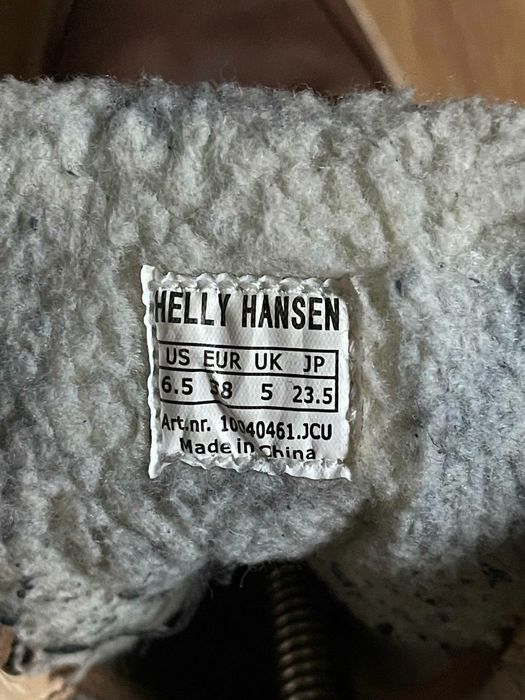 HELLY HANSEN
US EUR UK JP
6.5 38 5 23.5
Art.nr. 10040461.JCU
Made in China